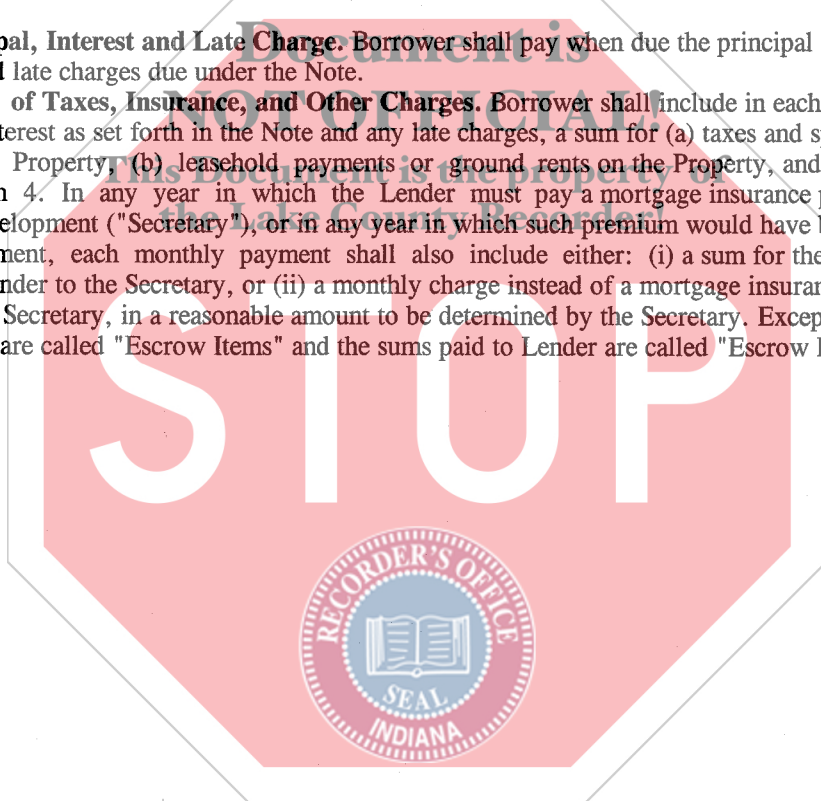 pal, Interest and Late Charge. Borrower shall pay when due the principal
l late charges due under the Note.
of Taxes, Insurance, and Other Charges. Borrower shall include in each
terest as set forth in the Note and any late charges, a sum for (a) taxes and s
Property, (b) leasehold payments or ground rents on the Property, and
n 4. In any year in which the Lender must pay a mortgage insurance p
elopment ("Secretary"), or in any year in which such premium would have b
ment, each monthly payment shall also include either: (i) a sum for the
nder to the Secretary, or (ii) a monthly charge instead of a mortgage insuran
Secretary, in a reasonable amount to be determined by the Secretary. Excep
are called "Escrow Items" and the sums paid to Lender are called "Escrow
Document is
NOT OFFICIAL!
This Document is the property of
the Lake County Recorder!
STOP
RECORDER'S OFFICE
SEAL
INDIANA